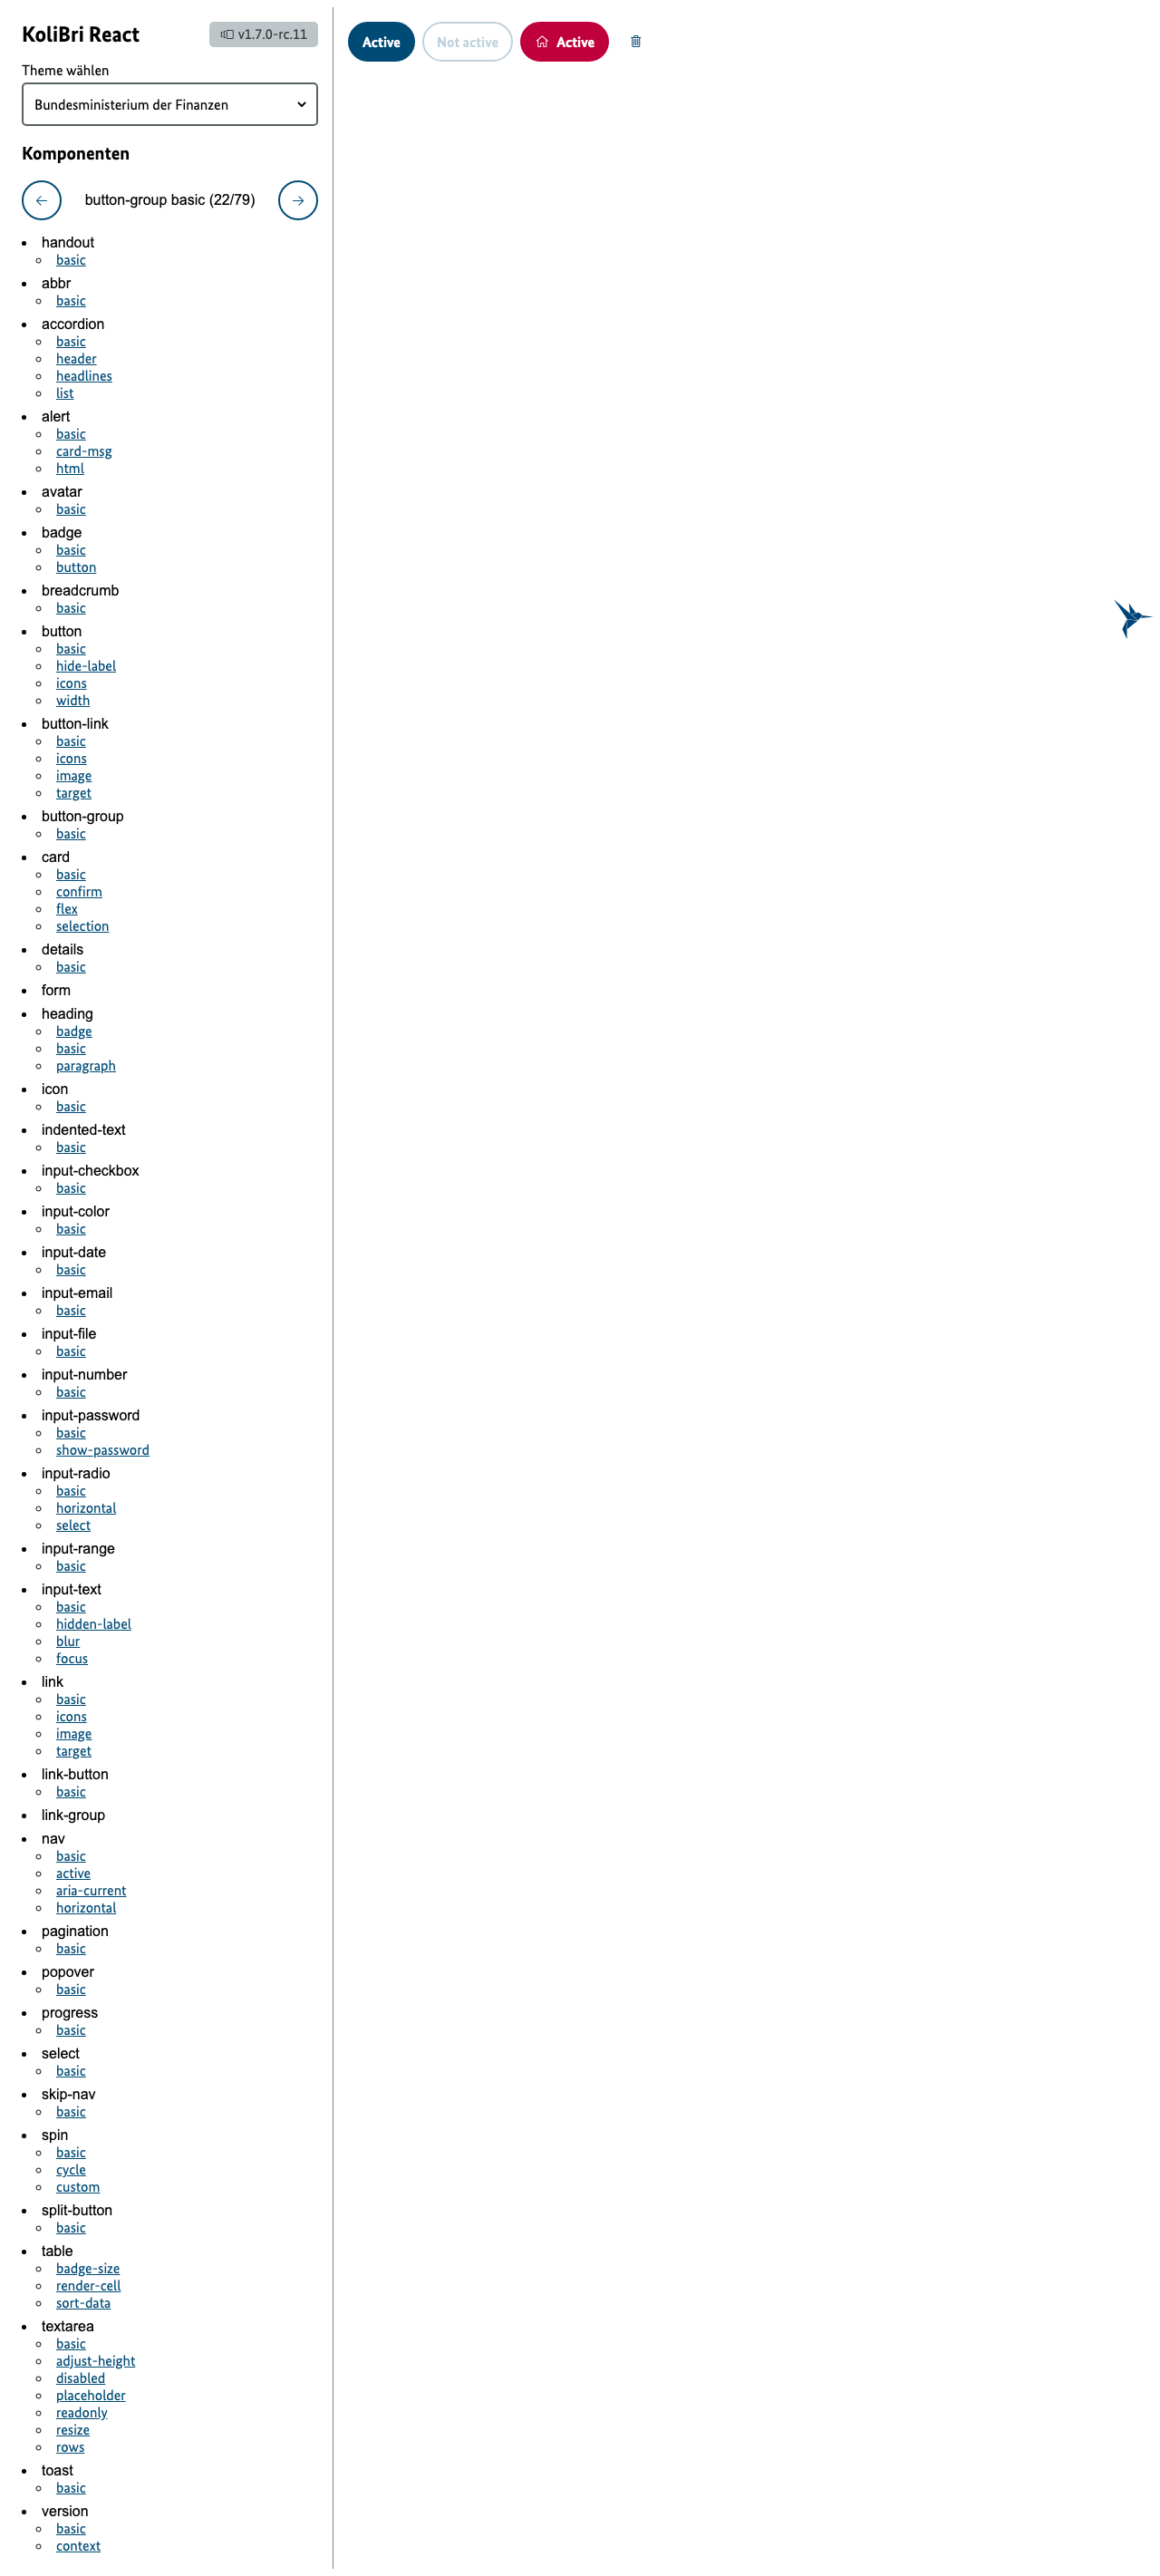 KoliBri React
v1.7.0-rc.11
Theme wählen
Bundesministerium der Finanzen
Komponenten
button-group basic (22/79)
handout
basic
abbr
basic
accordion
basic
header
headlines
list
alert
basic
card-msg
html
avatar
basic
badge
basic
button
breadcrumb
basic
button
basic
hide-label
icons
width
button-link
basic
icons
image
target
button-group
basic
card
basic
confirm
flex
selection
details
basic
form
heading
badge
basic
paragraph
icon
basic
indented-text
basic
input-checkbox
basic
input-color
basic
input-date
basic
input-email
basic
input-file
basic
input-number
basic
input-password
basic
show-password
input-radio
basic
horizontal
select
input-range
basic
input-text
basic
hidden-label
blur
focus
link
basic
icons
image
target
link-button
basic
link-group
nav
basic
active
aria-current
horizontal
pagination
basic
popover
basic
progress
basic
select
basic
skip-nav
basic
spin
basic
cycle
custom
split-button
basic
table
badge-size
render-cell
sort-data
textarea
basic
adjust-height
disabled
placeholder
readonly
resize
rows
toast
basic
version
basic
context
Active Not active Active